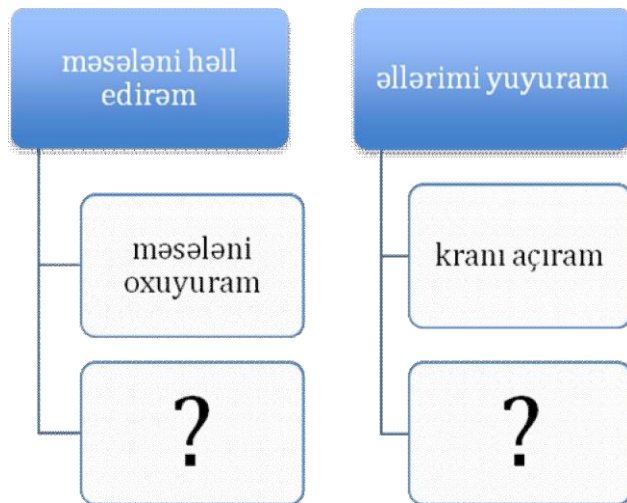 məsələni həll
edirəm
məsələni
oxuyuram
?
əllərimi yuyuram
kranı açıram
?